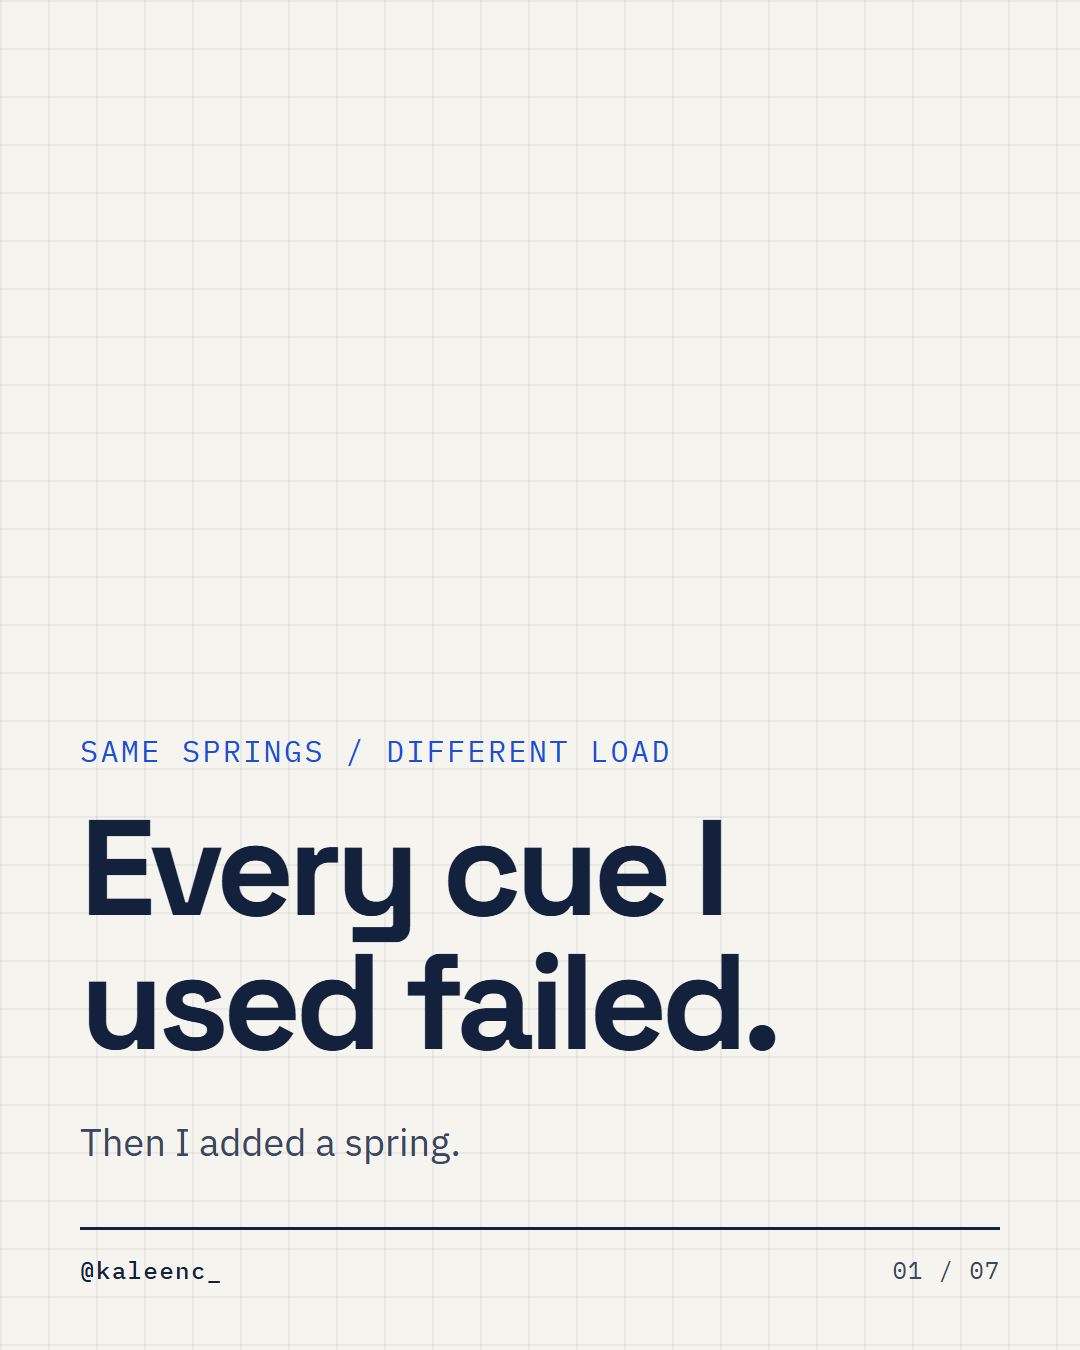 SAME SPRINGS / DIFFERENT LOAD
Every cue I
used failed.
Then I added a spring.
@kaleenc_
01 / 07